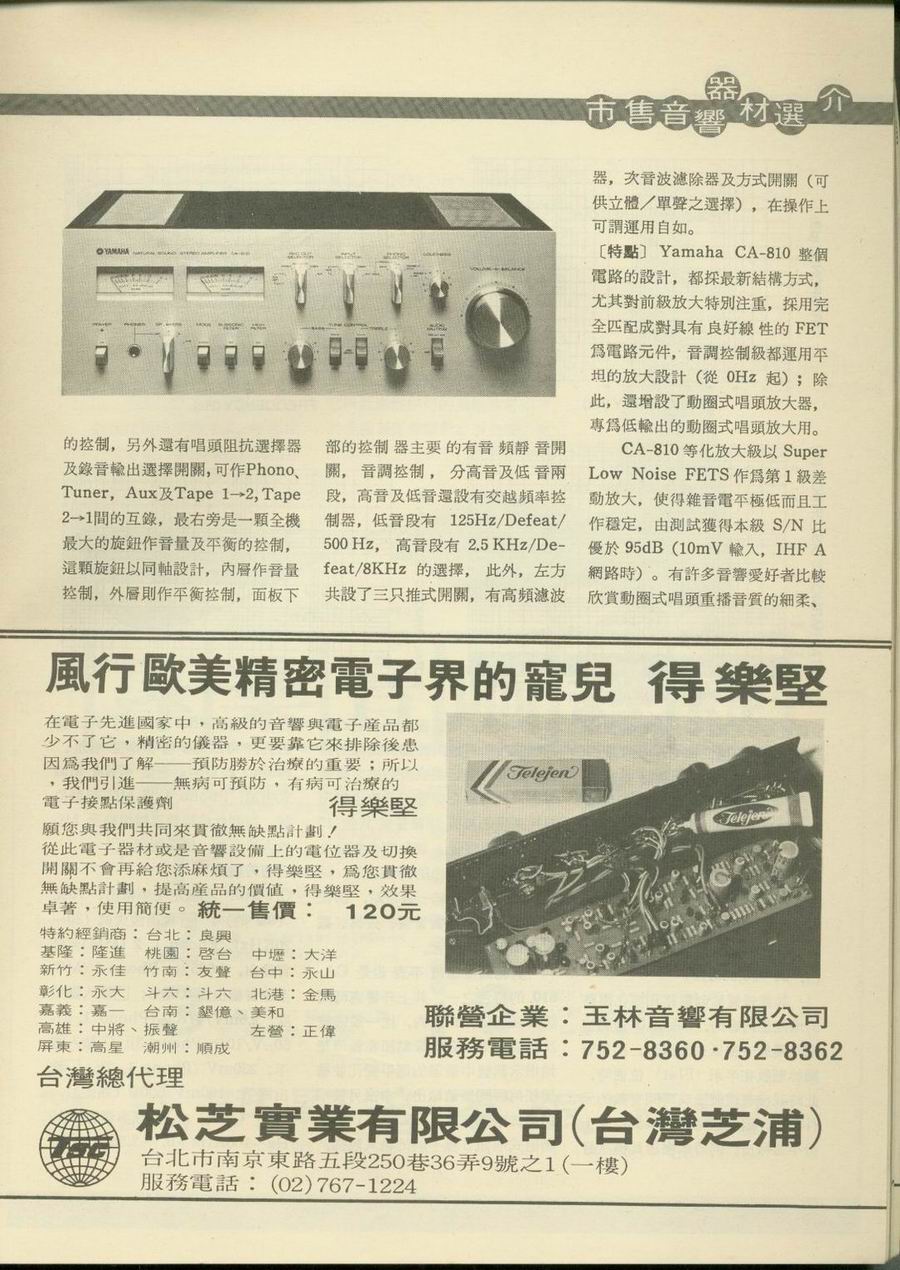 市售音響器材選介
YAMAHA NATURAL SOUND STEREO AMPLIFIER CA-810
的控制，另外還有唱頭阻抗選擇器
及錄音輸出選擇開關，可作Phono、
Tuner，Aux及Tape 1→2, Tape
2→1間的互錄，最右旁是一顆全機
最大的旋鈕作音量及平衡的控制，
這顆旋鈕以同軸設計，內層作音量
控制，外層則作平衡控制，面板下
部的控制器主要的有音頻靜音開
關，音調控制，分高音及低音兩
段，高音及低音還設有交越頻率控
制器，低音段有 125Hz/Defeat/
500 Hz，高音段有 2.5 KHz/De-
feat/8KHz 的選擇，此外，左方
共設了三只推式開關，有高頻濾波
器，次音波濾除器及方式開關（可
供立體／單聲之選擇），在操作上
可謂運用自如。
〔特點〕Yamaha CA-810 整個
電路的設計，都採最新結構方式，
尤其對前級放大特別注重，採用完
全匹配成對具有良好線性的 FET
爲電路元件，音調控制級都運用平
坦的放大設計（從 0Hz 起）；除
此，還增設了動圈式唱頭放大器，
專爲低輸出的動圈式唱頭放大用。
CA-810 等化放大級以 Super
Low Noise FETS 作爲第 1 級差
動放大，使得雜音電平極低而且工
作穩定，由測試獲得本級 S/N 比
優於 95dB (10mV 輸入，IHF A
網路時）。有許多音響愛好者比較
欣賞動圈式唱頭重播音質的細柔、
風行歐美精密電子界的寵兒 得樂堅
在電子先進國家中，高級的音響與電子產品都
少不了它，精密的儀器，更要靠它來排除後患
因爲我們了解──預防勝於治療的重要；所以
，我們引進──無病可預防，有病可治療的
電子接點保護劑 得樂堅
願您與我們共同來貫徹無缺點計劃！
從此電子器材或是音響設備上的電位器及切換
開關不會再給您添麻煩了，得樂堅，爲您貫徹
無缺點計劃，提高產品的價值，得樂堅，效果
卓著，使用簡便。統一售價： 120元
Telejen
Telejen
特約經銷商：台北：良興
基隆：隆進 桃園：啓台 中壢：大洋
新竹：永佳 竹南：友聲 台中：永山
彰化：永大 斗六：斗六 北港：金馬
嘉義：嘉一 台南：墾億、美和
高雄：中將、振聲 左營：正偉
屏東：高星 潮州：順成
聯營企業：玉林音響有限公司
服務電話：752-8360·752-8362
台灣總代理
Tac
松芝實業有限公司(台灣芝浦)
台北市南京東路五段250巷36弄9號之1(一樓)
服務電話：(02)767-1224